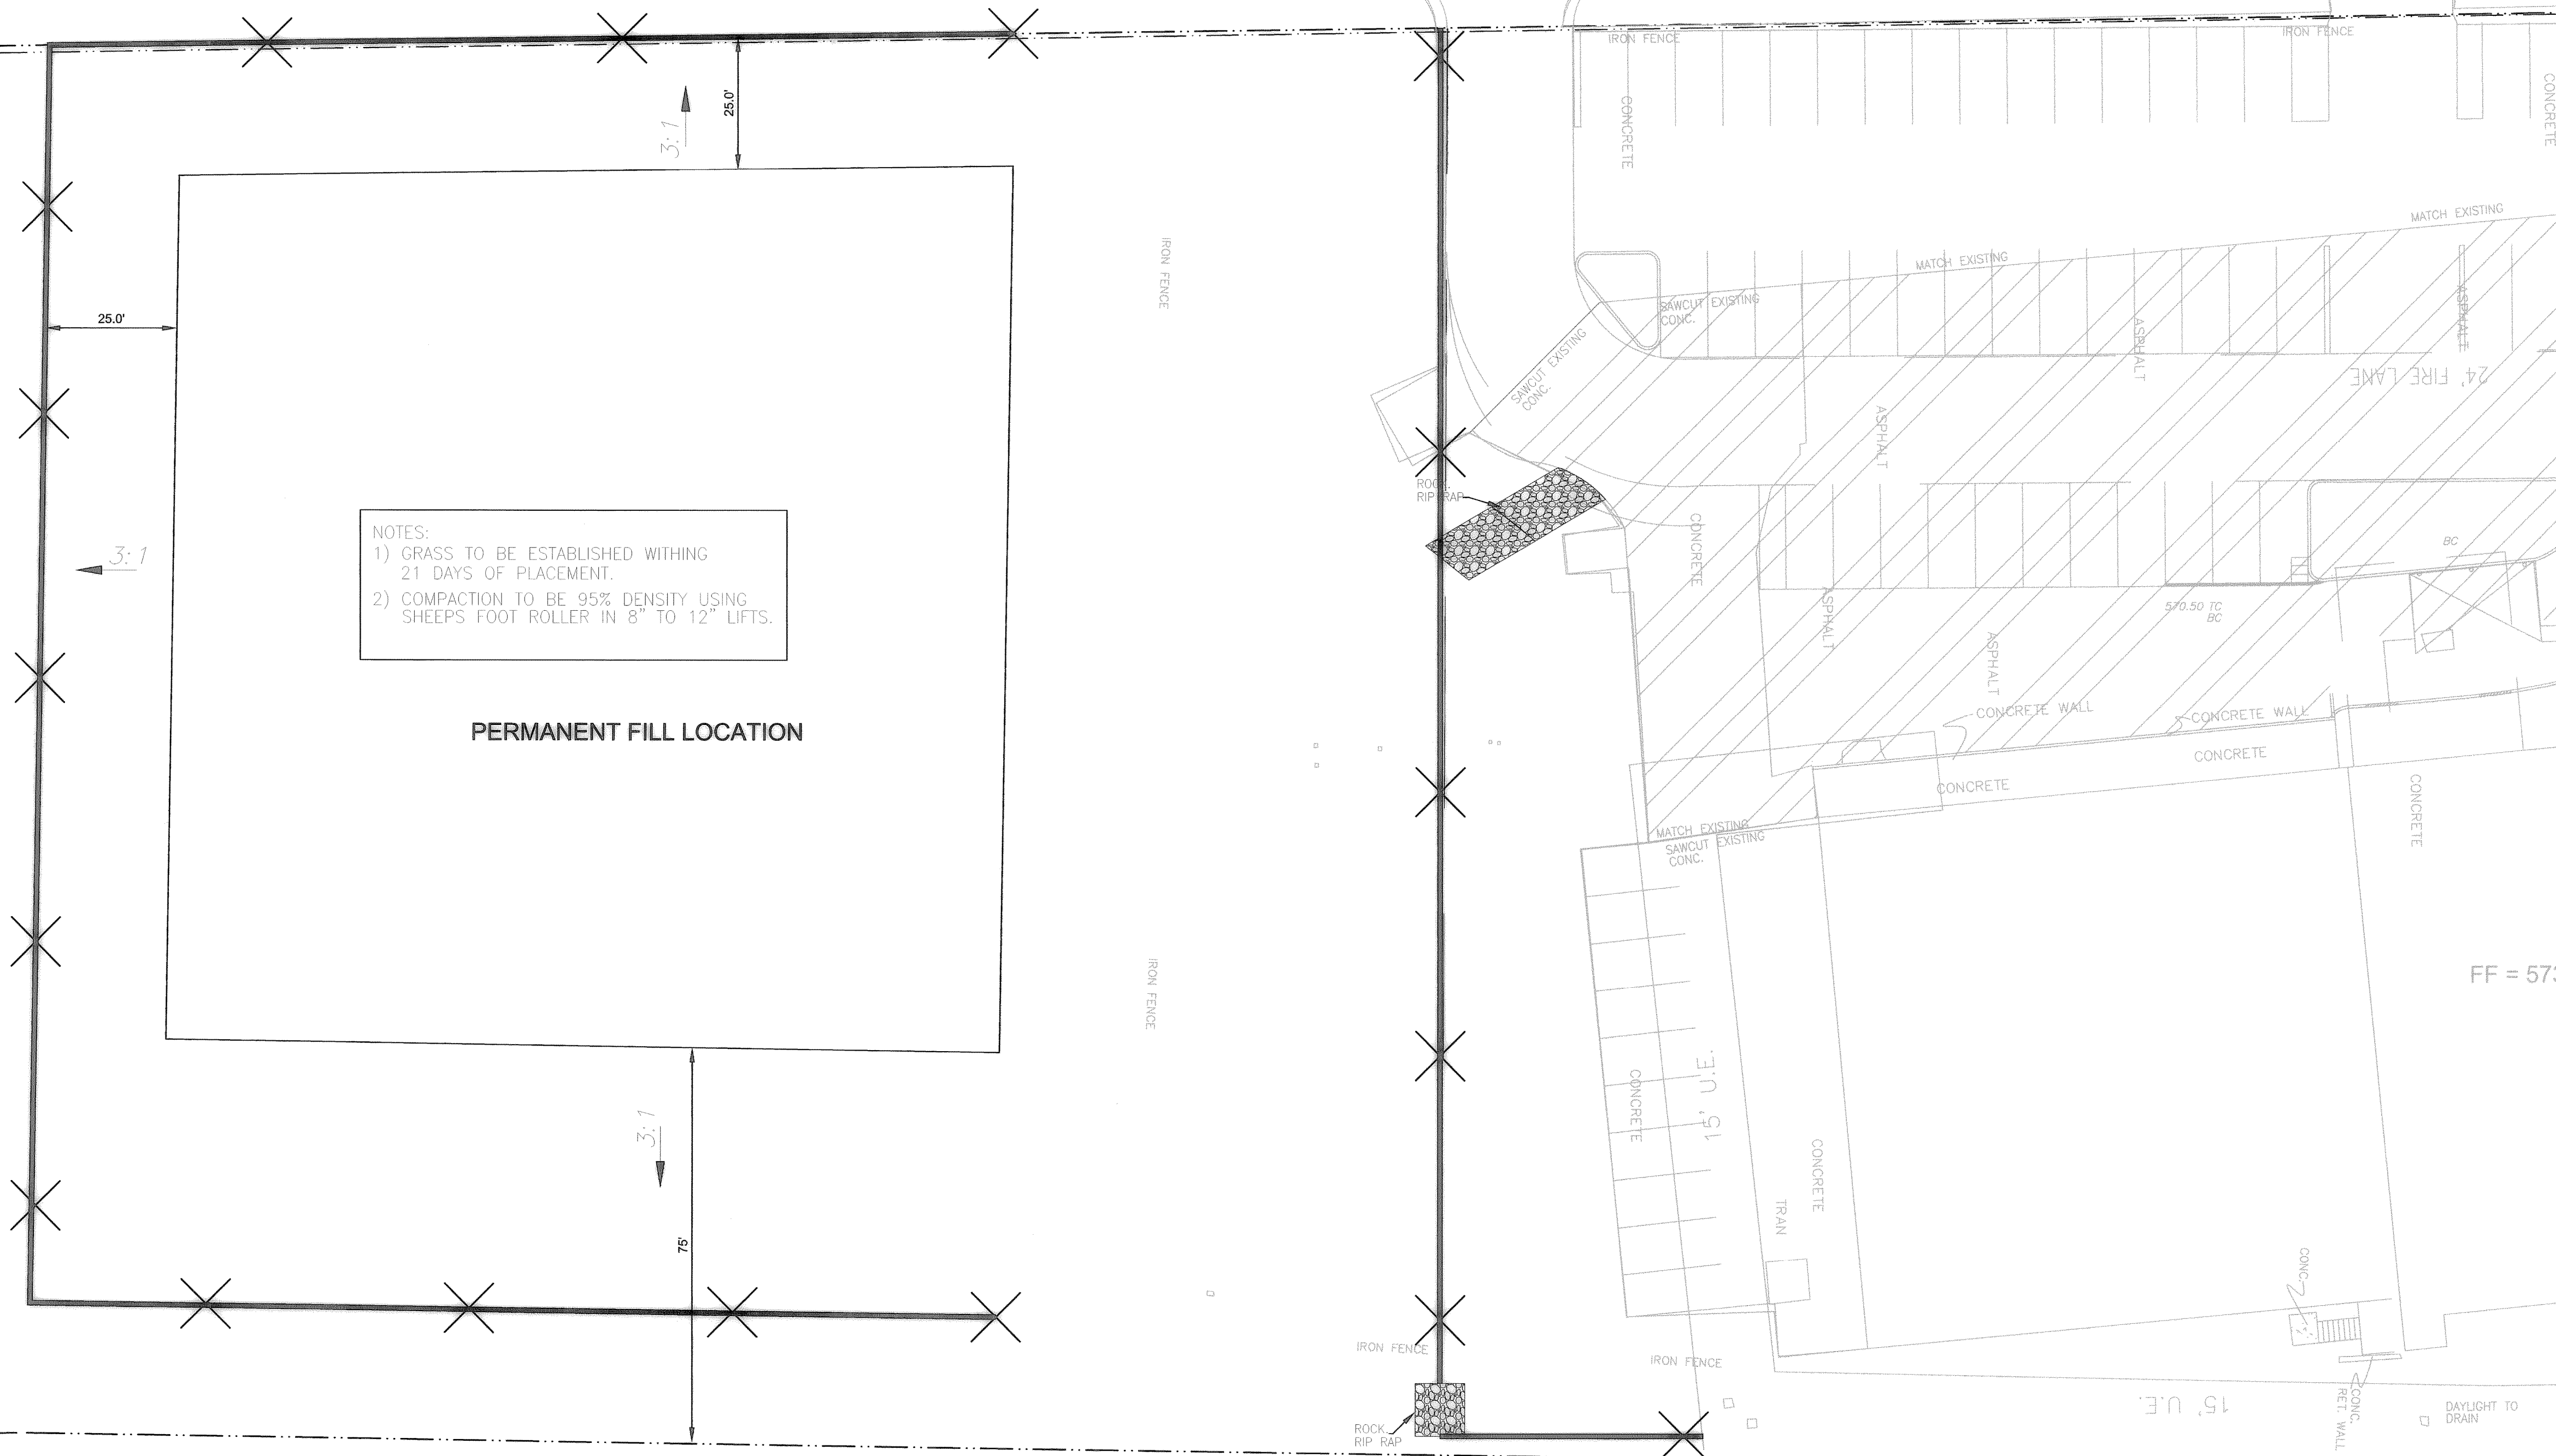 IRON FENCE
IRON FENCE
CONCRETE
CONCRETE
25.0'
3:1
MATCH EXISTING
MATCH EXISTING
IRON FENCE
SAWCUT EXISTING
CONC.
ASPHALT
ASPHALT
25.0'
SAWCUT EXISTING
CONC.
24' FIRE LANE
ASPHALT
ROCK
RIP RAP
CONCRETE
NOTES:
1) GRASS TO BE ESTABLISHED WITHING
21 DAYS OF PLACEMENT.
2) COMPACTION TO BE 95% DENSITY USING
SHEEPS FOOT ROLLER IN 8" TO 12" LIFTS.
3:1
BC
570.50 TC
BC
ASPHALT
ASPHALT
PERMANENT FILL LOCATION
CONCRETE WALL
CONCRETE WALL
CONCRETE
CONCRETE
CONCRETE
MATCH EXISTING
SAWCUT EXISTING
CONC.
FF = 573
IRON FENCE
15' U.E.
CONCRETE
CONCRETE
3:1
TRAN
75'
CONC.
IRON FENCE
IRON FENCE
15' U.E.
CONC.
RET. WALL
DAYLIGHT TO
DRAIN
ROCK
RIP RAP